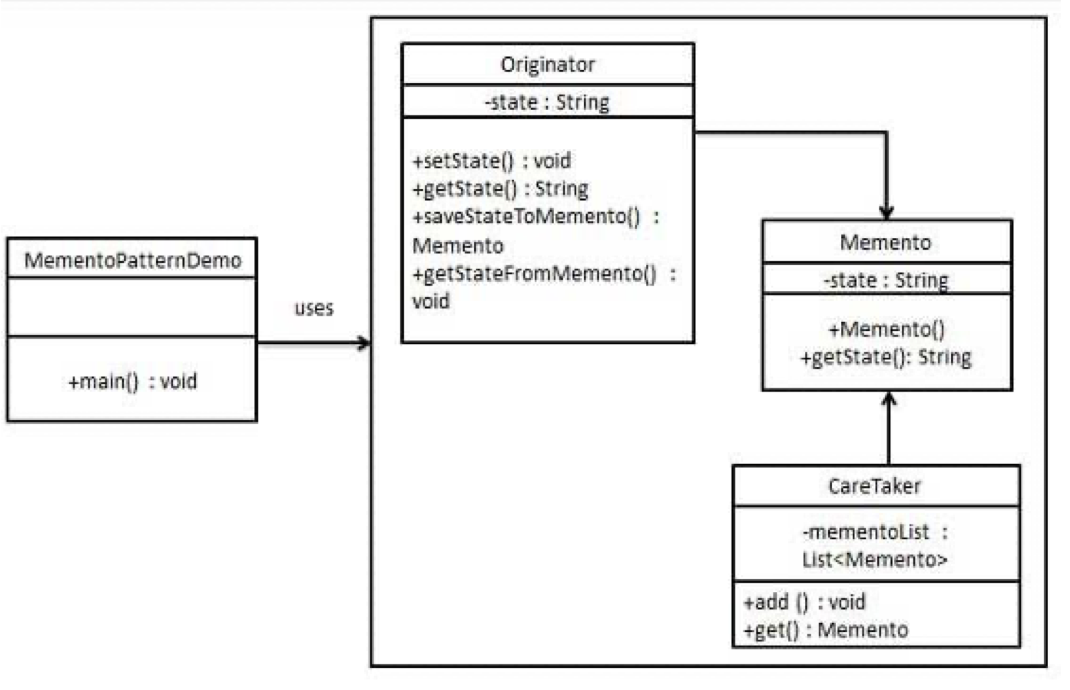 MementoPatternDemo
+main() : void
uses
Originator
-state : String
+setState() : void
+getState() : String
+saveStateToMemento() :
Memento
+getStateFromMemento() :
void
Memento
-state : String
+Memento()
+getState(): String
CareTaker
-mementoList :
List<Memento>
+add () : void
+get() : Memento